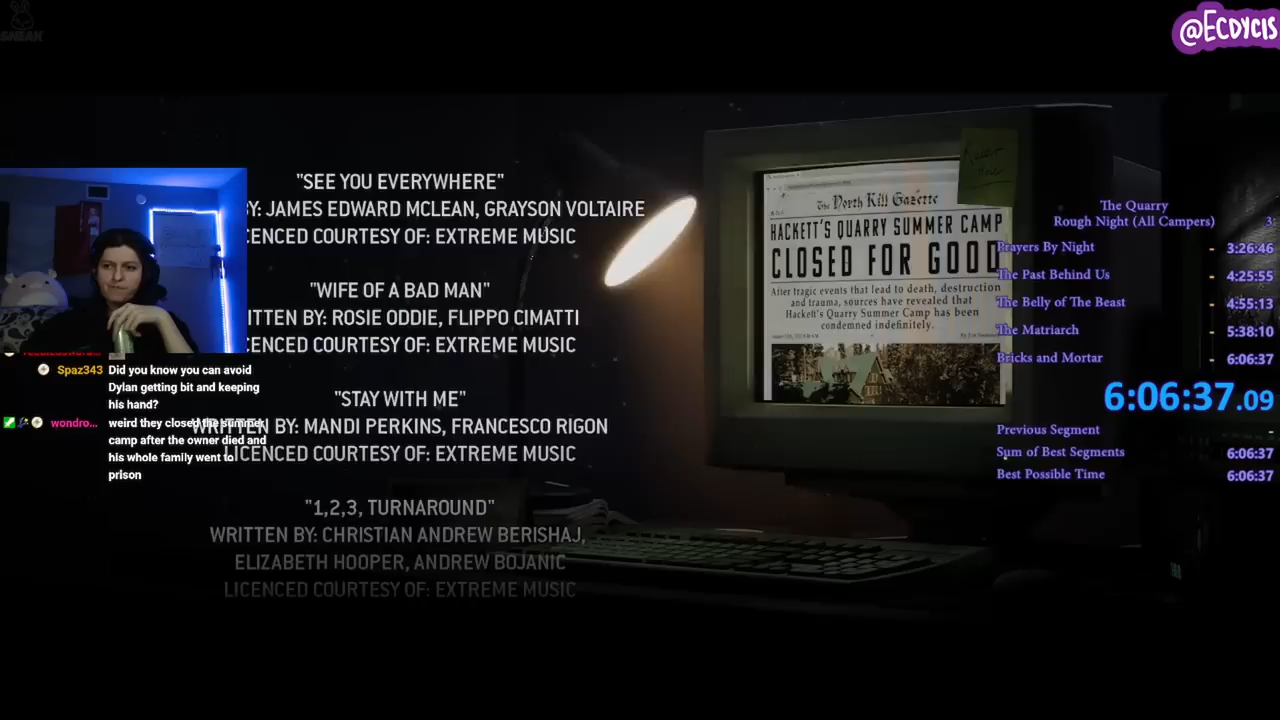 SNEAK
@ECDYCIS
"SEE YOU EVERYWHERE"
BY: JAMES EDWARD MCLEAN, GRAYSON VOLTAIRE
CENCED COURTESY OF: EXTREME MUSIC
"WIFE OF A BAD MAN"
ITTEN BY: ROSIE ODDIE, FLIPPO CIMATTI
CENCED COURTESY OF: EXTREME MUSIC
"STAY WITH ME"
WRITTEN BY: MANDI PERKINS, FRANCESCO RIGON
LICENCED COURTESY OF: EXTREME MUSIC
"1,2,3, TURNAROUND"
WRITTEN BY: CHRISTIAN ANDREW BERISHAJ,
ELIZABETH HOOPER, ANDREW BOJANIC
LICENCED COURTESY OF: EXTREME MUSIC
Spaz343 Did you know you can avoid
Dylan getting bit and keeping
his hand?
wondro... weird they closed the summer
camp after the owner died and
his whole family went to
prison
The North Kill Gazette
HACKETT'S QUARRY SUMMER CAMP
CLOSED FOR GOOD
After tragic events that lead to death, destruction
and trauma, sources have revealed that
Hackett's Quarry Summer Camp has been
condemned indefinitely.
The Quarry
Rough Night (All Campers) 3
Prayers By Night - 3:26:46
The Past Behind Us - 4:25:55
The Belly of The Beast - 4:55:13
The Matriarch - 5:38:10
Bricks and Mortar - 6:06:37
6:06:37.09
Previous Segment -
Sum of Best Segments 6:06:37
Best Possible Time 6:06:37